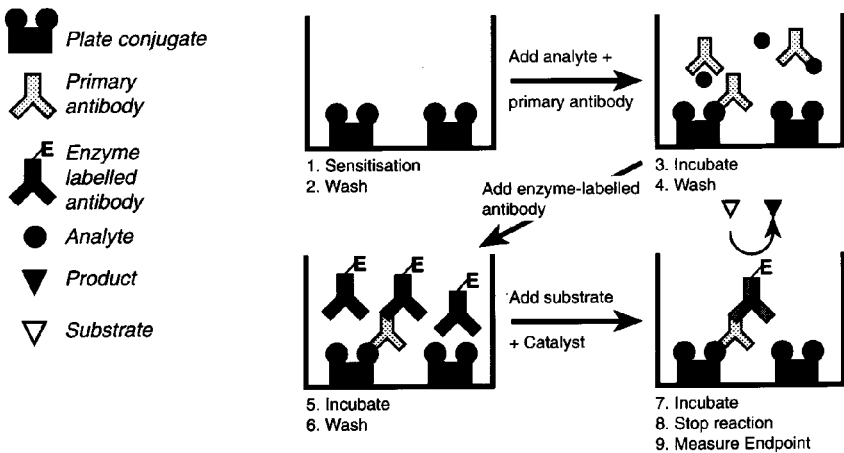 Plate conjugate
Primary
antibody
E
Enzyme
labelled
antibody
Analyte
Product
Substrate
1. Sensitisation
2. Wash
Add analyte +
primary antibody
3. Incubate
4. Wash
Add enzyme-labelled
antibody
E
E
E
5. Incubate
6. Wash
Add substrate
+ Catalyst
E
7. Incubate
8. Stop reaction
9. Measure Endpoint